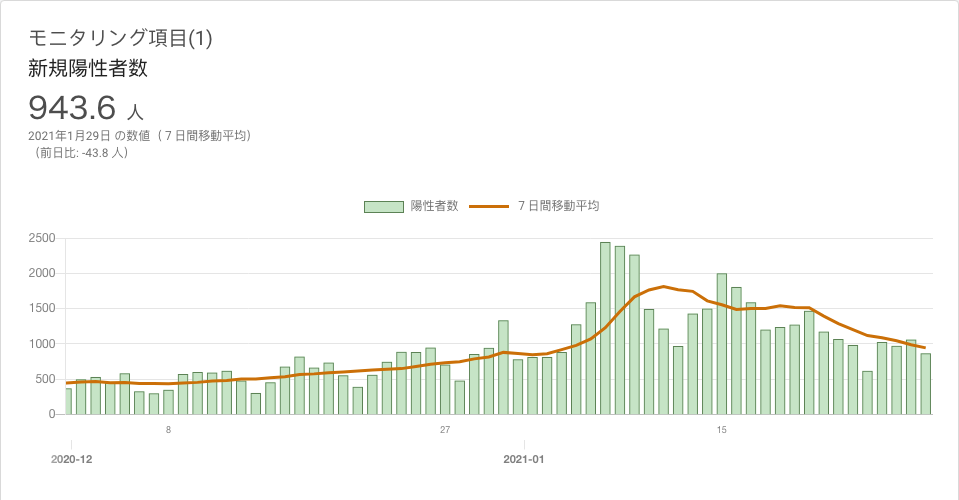 モニタリング項目(1)
新規陽性者数
943.6 人
2021年1月29日 の数値（７日間移動平均）
（前日比: -43.8 人）
陽性者数 ７日間移動平均
2500
2000
1500
1000
500
0
8 27 15
2020-12 2021-01